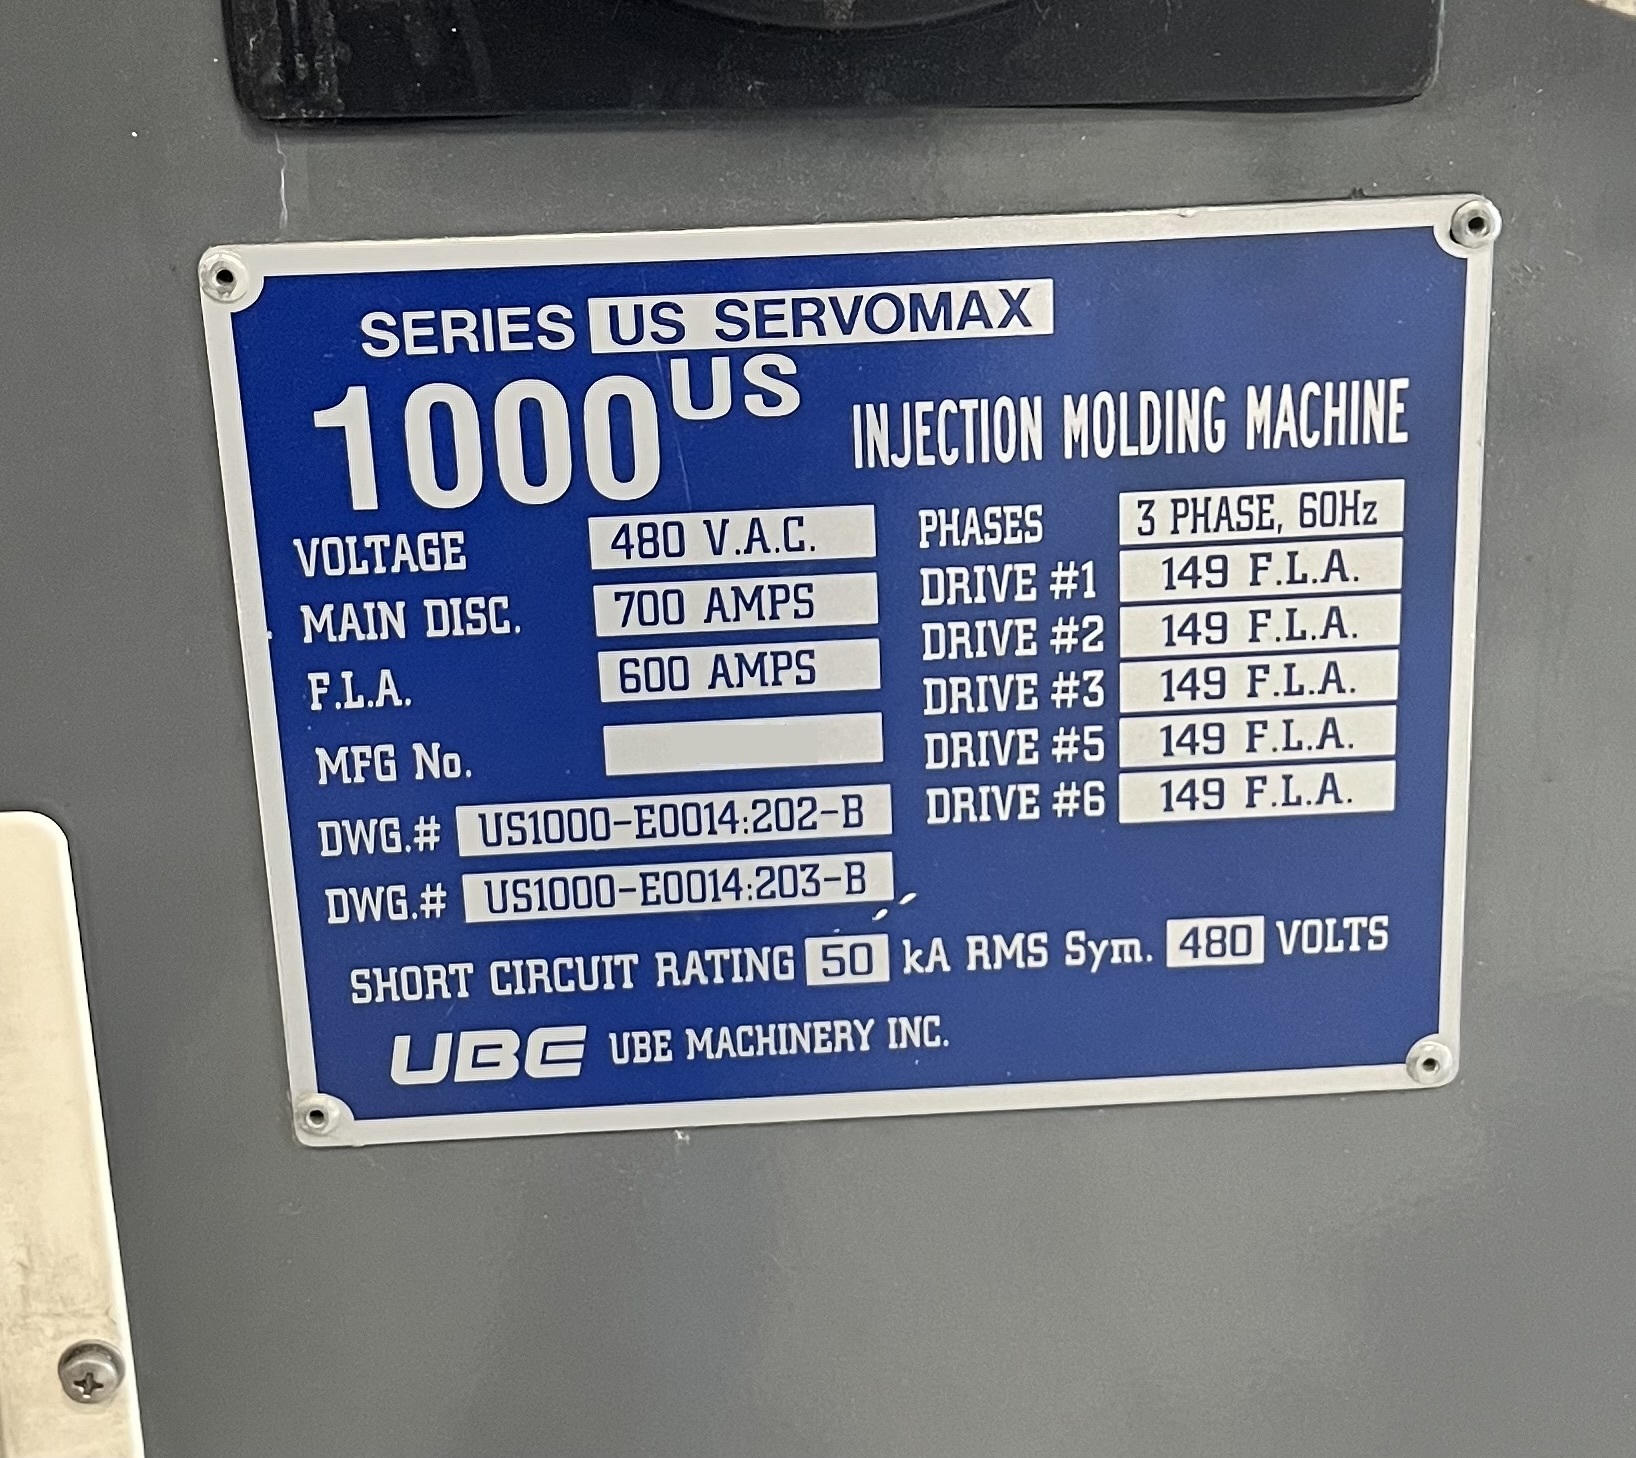 SERIES US SERVOMAX
1000US INJECTION MOLDING MACHINE
VOLTAGE 480 V.A.C.
MAIN DISC. 700 AMPS
F.L.A. 600 AMPS
MFG No.
DWG.# US1000-E0014:202-B
DWG.# US1000-E0014:203-B
PHASES 3 PHASE, 60Hz
DRIVE #1 149 F.L.A.
DRIVE #2 149 F.L.A.
DRIVE #3 149 F.L.A.
DRIVE #5 149 F.L.A.
DRIVE #6 149 F.L.A.
SHORT CIRCUIT RATING 50 kA RMS Sym. 480 VOLTS
UBE UBE MACHINERY INC.